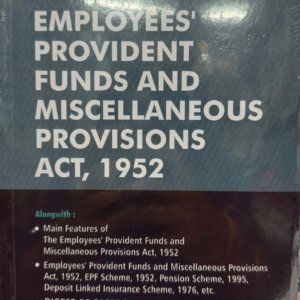 EMPLOYEES'
PROVIDENT
FUNDS AND
MISCELLANEOUS
PROVISIONS
ACT, 1952
Alongwith :
• Main Features of
The Employees' Provident Funds and
Miscellaneous Provisions Act, 1952
• Employees' Provident Funds and Miscellaneous Provisions
Act, 1952, EPF Scheme, 1952, Pension Scheme, 1995,
Deposit Linked Insurance Scheme, 1976, etc.